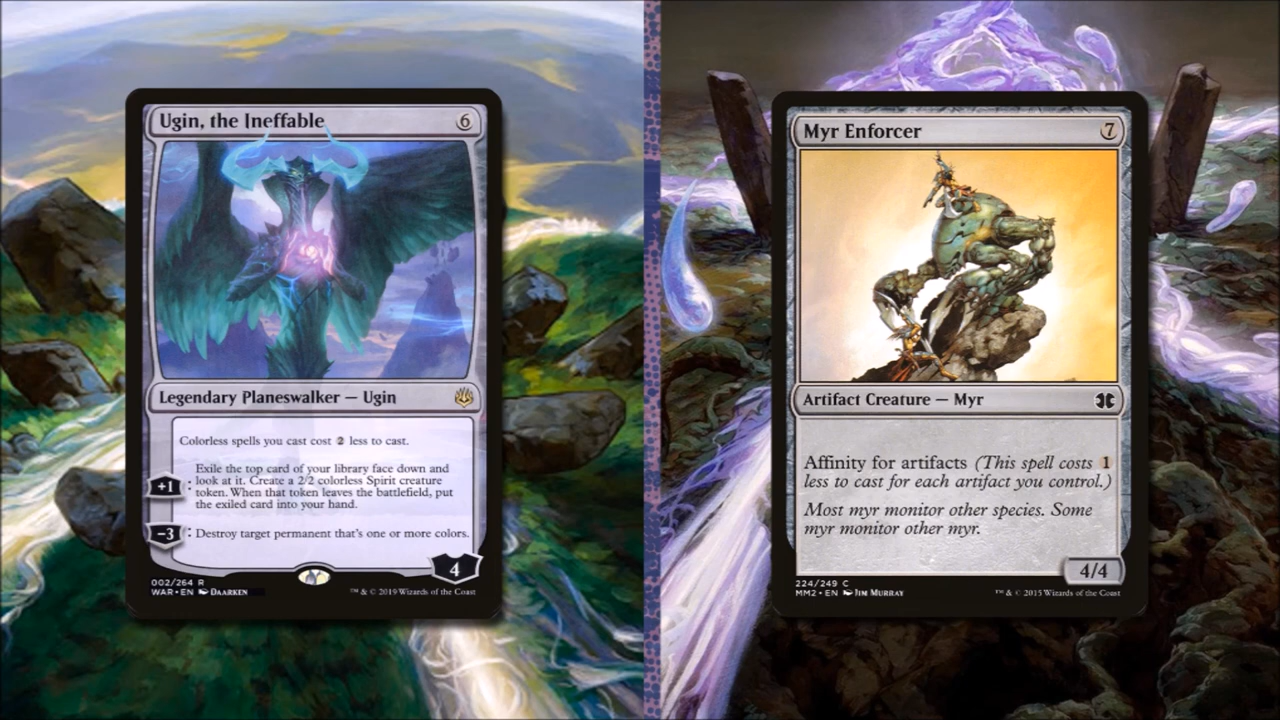 Ugin, the Ineffable 6
Legendary Planeswalker — Ugin
Colorless spells you cast cost 2 less to cast.
+1: Exile the top card of your library face down and
look at it. Create a 2/2 colorless Spirit creature
token. When that token leaves the battlefield, put
the exiled card into your hand.
−3: Destroy target permanent that's one or more colors.
4
002/264 R
WAR • EN DAARKEN
™ & © 2019 Wizards of the Coast
Myr Enforcer 7
Artifact Creature — Myr
Affinity for artifacts (This spell costs 1
less to cast for each artifact you control.)
Most myr monitor other species. Some
myr monitor other myr.
4/4
224/249 C
MM2 • EN JIM MURRAY
™ & © 2015 Wizards of the Coast